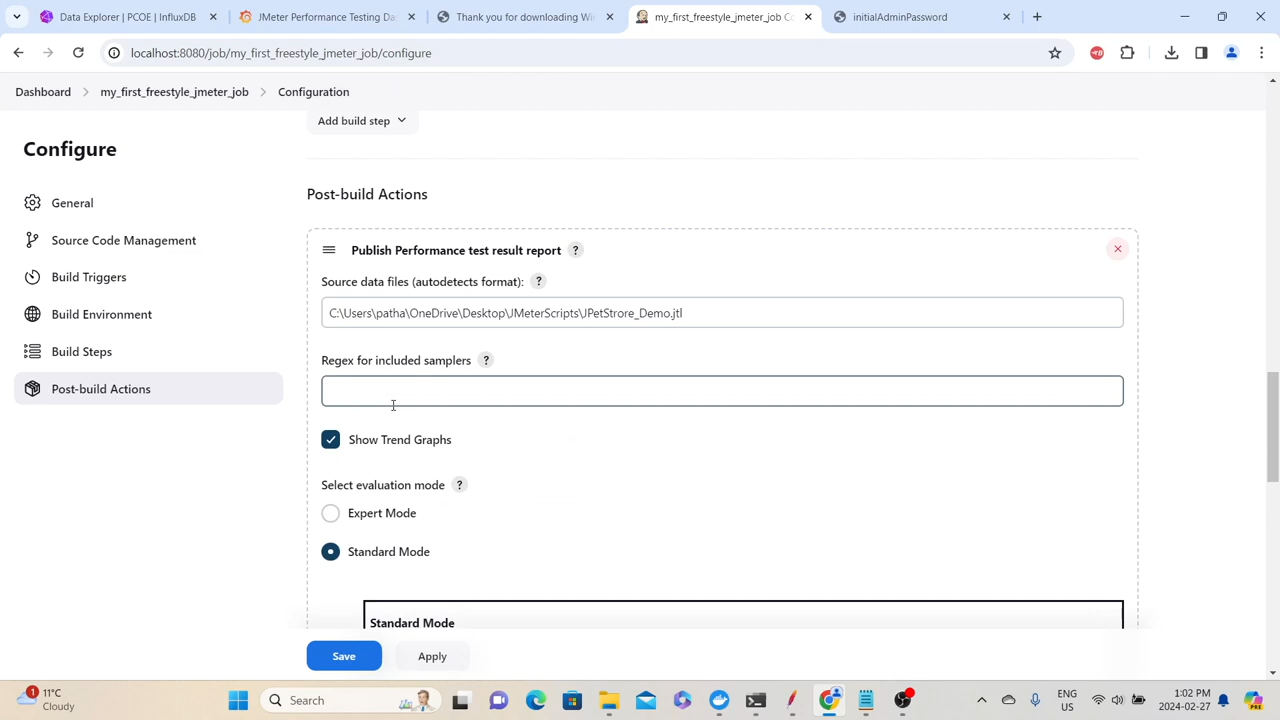 Data Explorer | PCOE | InfluxDB
JMeter Performance Testing Da
Thank you for downloading Wi
my_first_freestyle_jmeter_job Co
initialAdminPassword
localhost:8080/job/my_first_freestyle_jmeter_job/configure
Dashboard > my_first_freestyle_jmeter_job > Configuration
Add build step
Configure
Post-build Actions
General
Publish Performance test result report ?
Source Code Management
Source data files (autodetects format): ?
Build Triggers
C:\Users\patha\OneDrive\Desktop\JMeterScripts\JPetStrore_Demo.jtl
Build Environment
Build Steps
Regex for included samplers ?
Post-build Actions
Show Trend Graphs
Select evaluation mode ?
Expert Mode
Standard Mode
Standard Mode
Save
Apply
1
11°C
Cloudy
Search
ENG
US
1:02 PM
2024-02-27